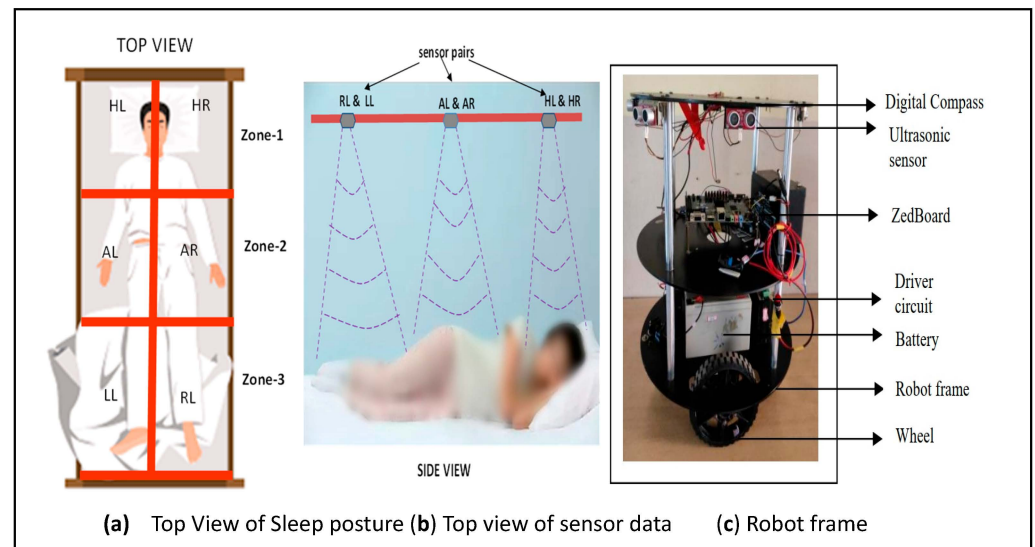 TOP VIEW
HL HR
Zone-1
AL AR
Zone-2
LL RL
Zone-3
sensor pairs
RL & LL AL & AR HL & HR
SIDE VIEW
Digital Compass
Ultrasonic
sensor
ZedBoard
Driver
circuit
Battery
Robot frame
Wheel
(a) Top View of Sleep posture (b) Top view of sensor data (c) Robot frame